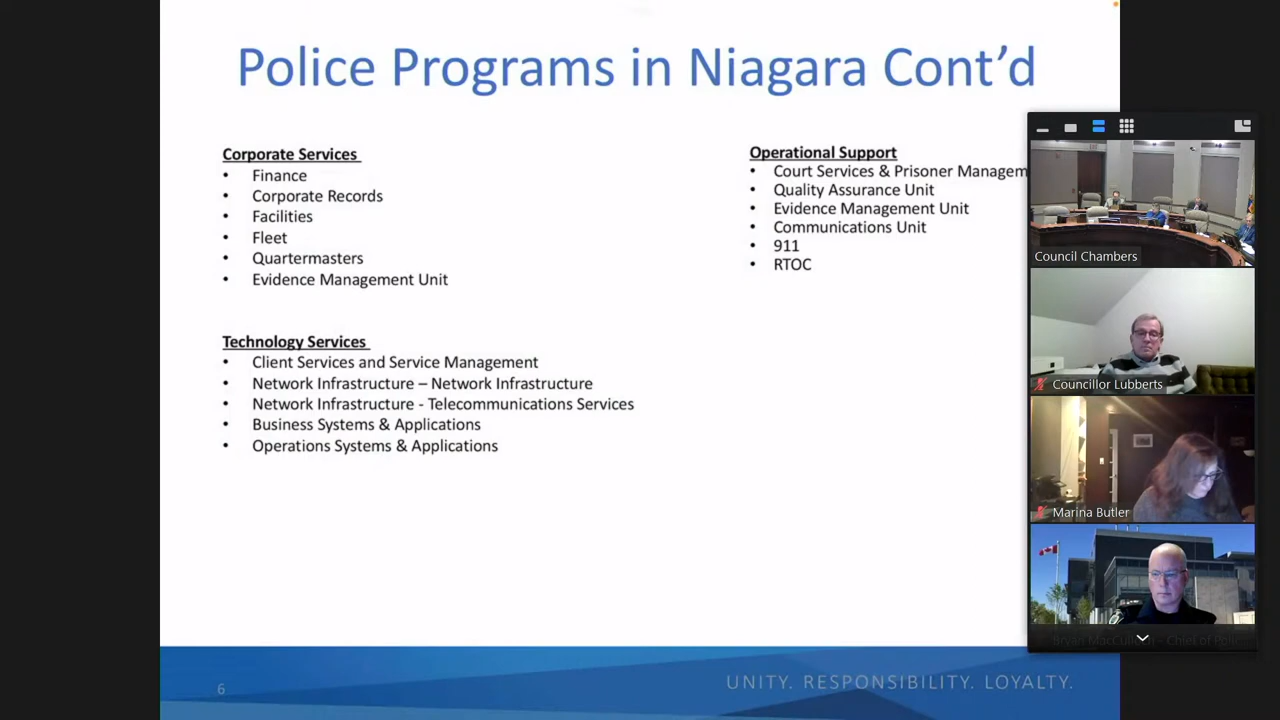 Police Programs in Niagara Cont'd
Corporate Services
• Finance
• Corporate Records
• Facilities
• Fleet
• Quartermasters
• Evidence Management Unit
Technology Services
• Client Services and Service Management
• Network Infrastructure – Network Infrastructure
• Network Infrastructure - Telecommunications Services
• Business Systems & Applications
• Operations Systems & Applications
Operational Support
• Court Services & Prisoner Managem
• Quality Assurance Unit
• Evidence Management Unit
• Communications Unit
• 911
• RTOC
Council Chambers
Councillor Lubberts
Marina Butler
6
UNITY. RESPONSIBILITY. LOYALTY.